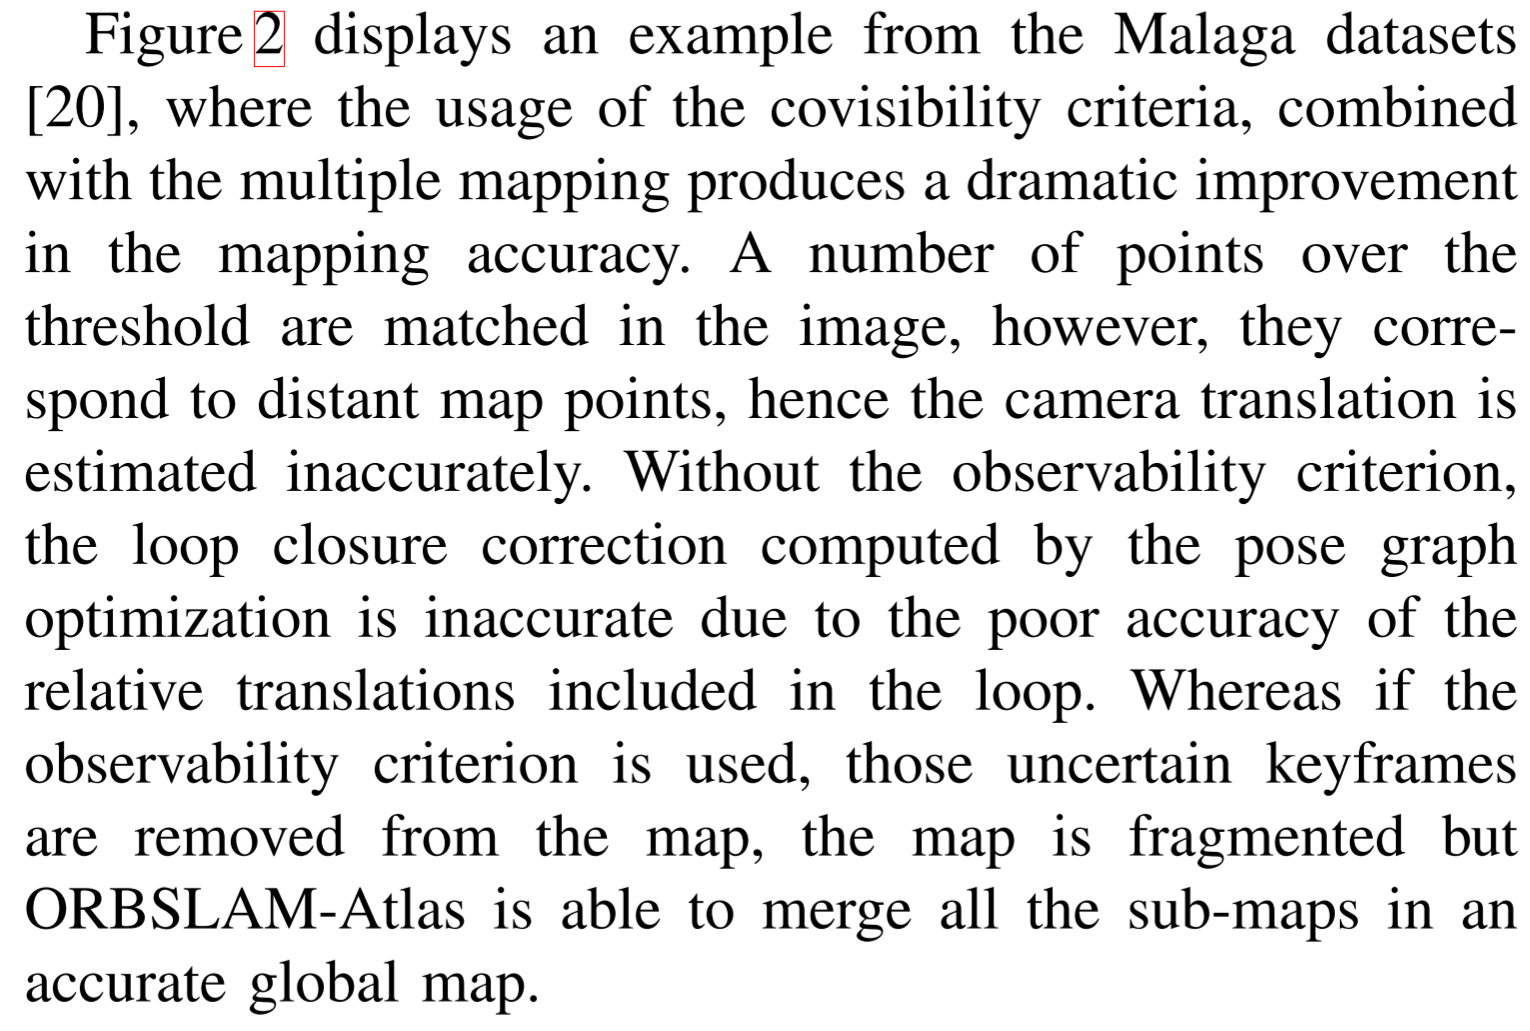 Figure 2 displays an example from the Malaga datasets
[20], where the usage of the covisibility criteria, combined
with the multiple mapping produces a dramatic improvement
in the mapping accuracy. A number of points over the
threshold are matched in the image, however, they corre-
spond to distant map points, hence the camera translation is
estimated inaccurately. Without the observability criterion,
the loop closure correction computed by the pose graph
optimization is inaccurate due to the poor accuracy of the
relative translations included in the loop. Whereas if the
observability criterion is used, those uncertain keyframes
are removed from the map, the map is fragmented but
ORBSLAM-Atlas is able to merge all the sub-maps in an
accurate global map.